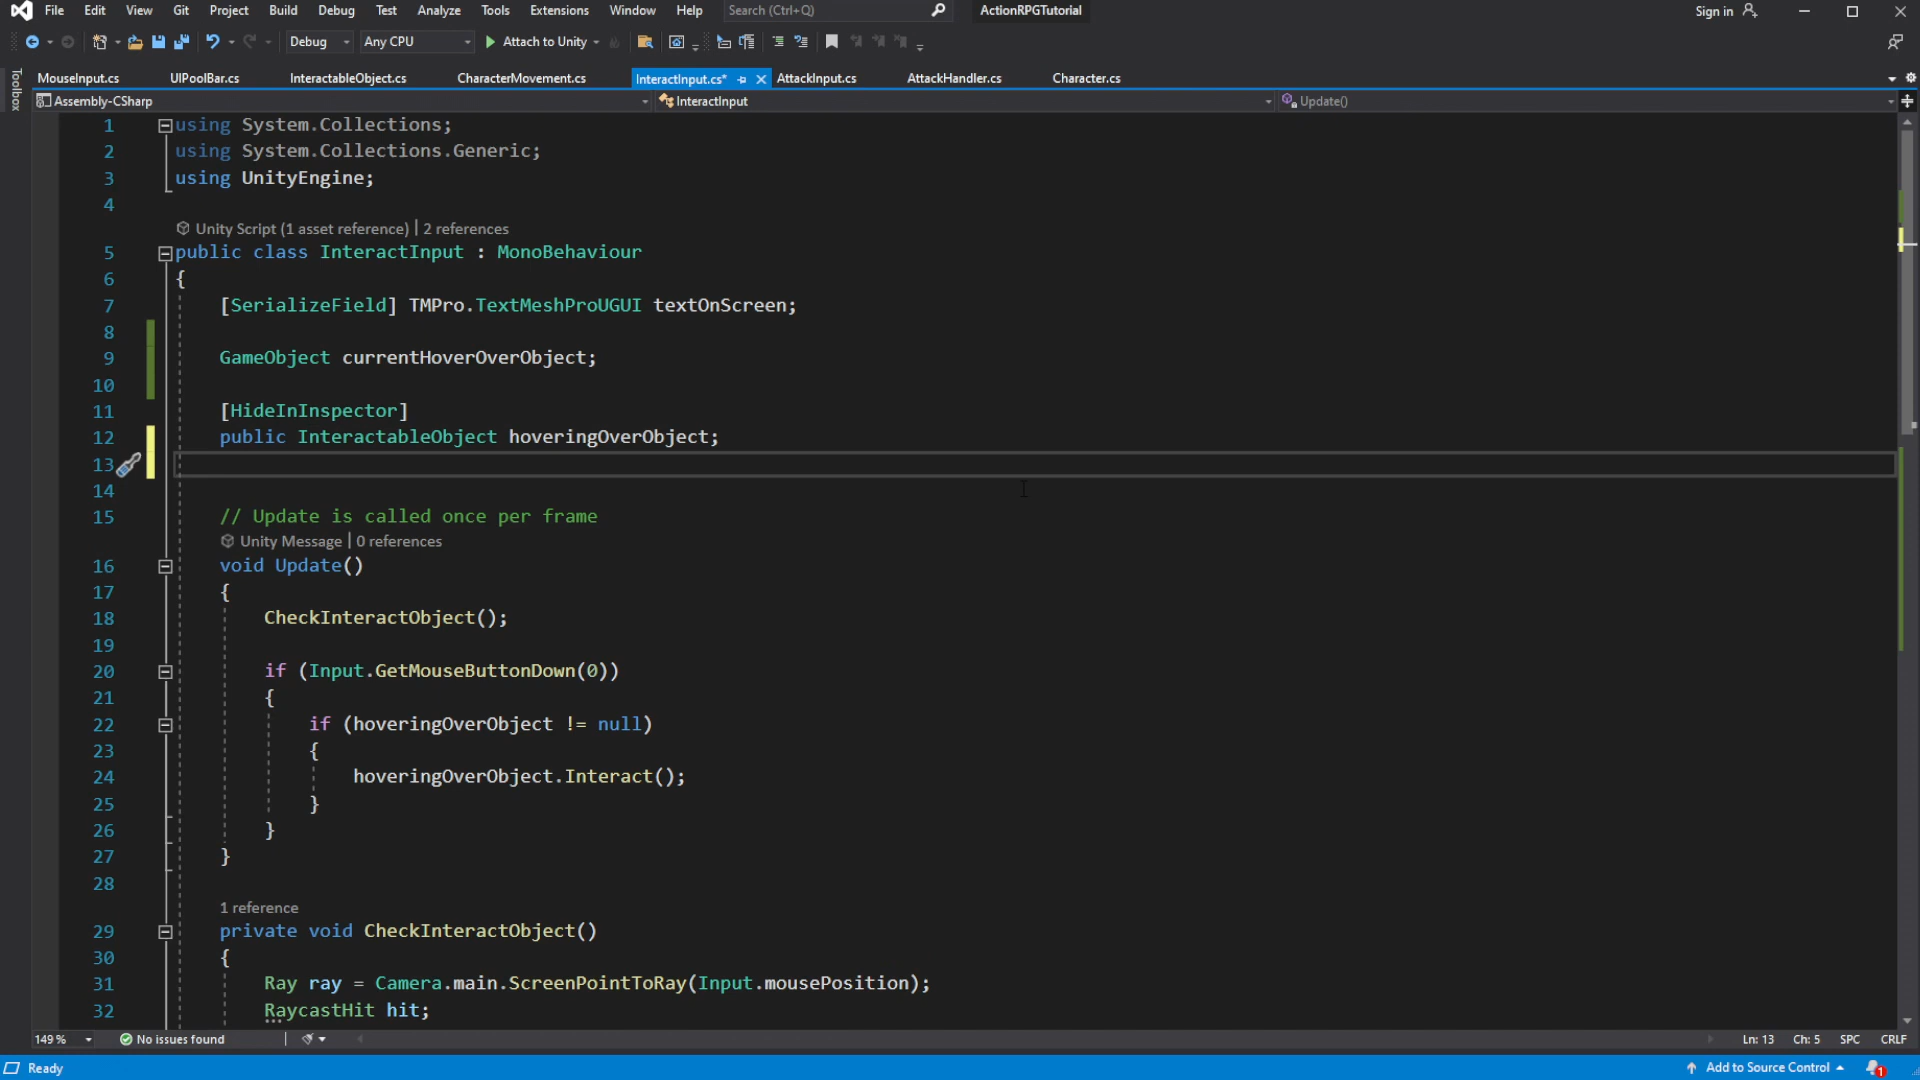 File Edit View Git Project Build Debug Test Analyze Tools Extensions Window Help Search (Ctrl+Q) ActionRPGTutorial Sign in
Debug Any CPU Attach to Unity
Toolbox
MouseInput.cs UIPoolBar.cs InteractableObject.cs CharacterMovement.cs InteractInput.cs* AttackInput.cs AttackHandler.cs Character.cs
Assembly-CSharp InteractInput Update()
1 using System.Collections;
2 using System.Collections.Generic;
3 using UnityEngine;
4
Unity Script (1 asset reference) | 2 references
5 public class InteractInput : MonoBehaviour
6 {
7 [SerializeField] TMPro.TextMeshProUGUI textOnScreen;
8
9 GameObject currentHoverOverObject;
10
11 [HideInInspector]
12 public InteractableObject hoveringOverObject;
13
14
15 // Update is called once per frame
Unity Message | 0 references
16 void Update()
17 {
18 CheckInteractObject();
19
20 if (Input.GetMouseButtonDown(0))
21 {
22 if (hoveringOverObject != null)
23 {
24 hoveringOverObject.Interact();
25 }
26 }
27 }
28
1 reference
29 private void CheckInteractObject()
30 {
31 Ray ray = Camera.main.ScreenPointToRay(Input.mousePosition);
32 RaycastHit hit;
149 % No issues found Ln: 13 Ch: 5 SPC CRLF
Ready Add to Source Control 1